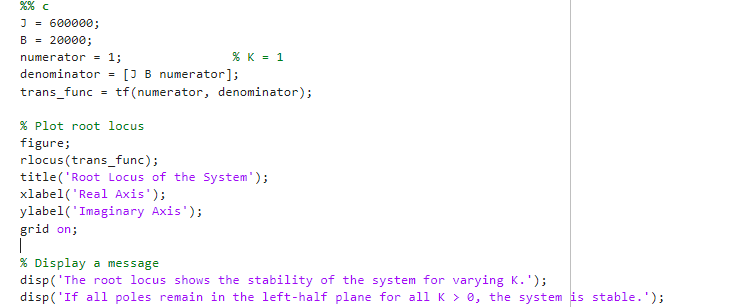 %% c
J = 600000;
B = 20000;
numerator = 1; % K = 1
denominator = [J B numerator];
trans_func = tf(numerator, denominator);
% Plot root locus
figure;
rlocus(trans_func);
title('Root Locus of the System');
xlabel('Real Axis');
ylabel('Imaginary Axis');
grid on;
% Display a message
disp('The root locus shows the stability of the system for varying K.');
disp('If all poles remain in the left-half plane for all K > 0, the system is stable.');